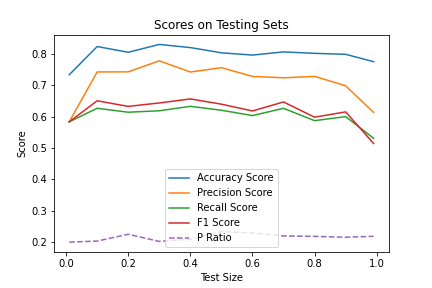 Scores on Testing Sets
Score
0.8
0.7
0.6
0.5
0.4
0.3
0.2
Accuracy Score
Precision Score
Recall Score
F1 Score
P Ratio
0.0 0.2 0.4 0.6 0.8 1.0
Test Size